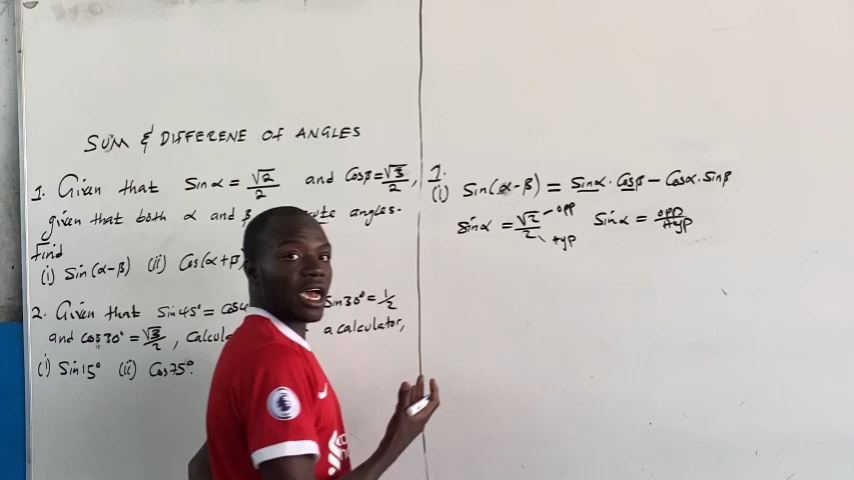 SUM & DIFFERENE OF ANGLES
1. Given that Sin α = √2/2 and Cosβ = √3/2,
given that both α and β angles.
find
(i) Sin(α-β) (ii) Cos(α+β
2. Given that Sin45° = Sin30° = 1/2
and cos30° = √3/2, a calculator,
(i) Sin15° (ii) Cos75°.
1.
(i) Sin(α-β) = Sinα · Cosβ - Cosα · Sinβ
Sinα = √2/2 - opp Hyp Sinα = opp/Hyp